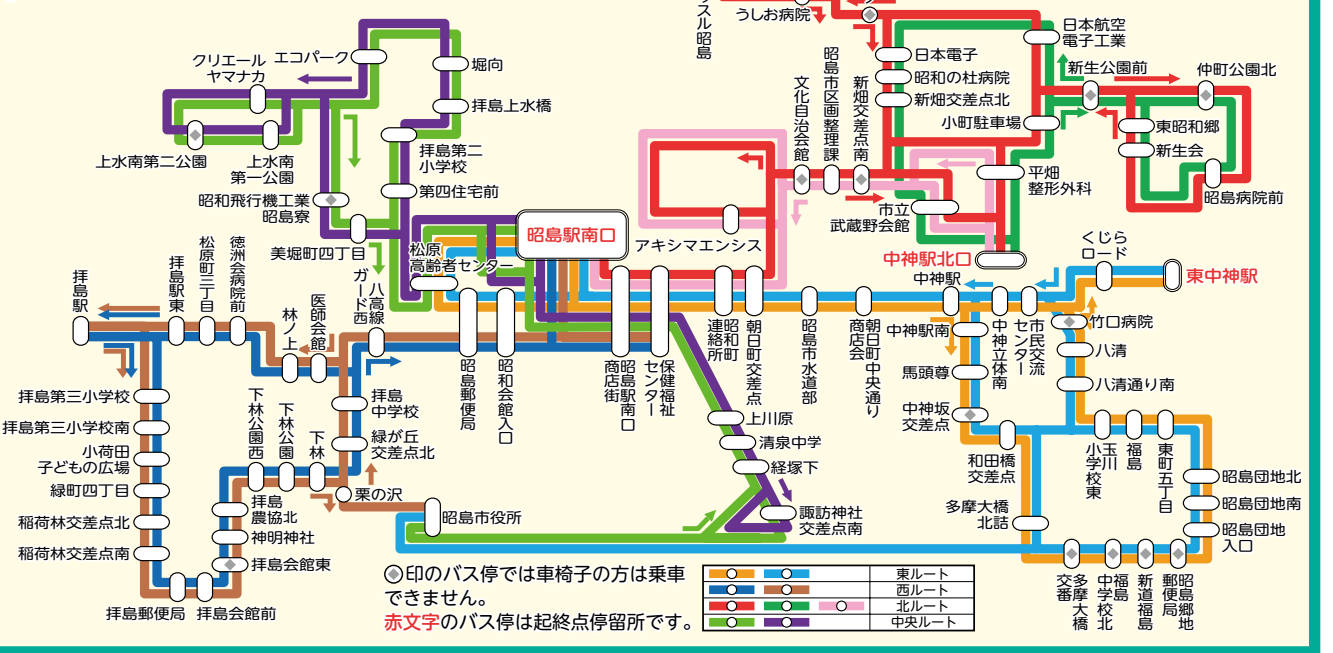 うしお病院
スル昭島
日本航空
電子工業
日本電子
昭和の杜病院
新畑交差点北
新生公園前
仲町公園北
小町駐車場
東昭和郷
新生会
昭島病院前
平畑
整形外科
文化自治会館
昭島市区画整理課
新畑交差点南
市立
武蔵野会館
中神駅北口
アキシマエンシス
クリエール
ヤマナカ
エコパーク
堀向
拝島上水橋
上水南第二公園
上水南
第一公園
拝島第二
小学校
第四住宅前
昭和飛行機工業
昭島寮
美堀町四丁目
松原
高齢者センター
昭島駅南口
拝島駅
拝島駅東
松原町三丁目
徳洲会病院前
林ノ上
医師会館
八高線
ガード西
昭島郵便局
昭和会館入口
昭島駅南口
商店街
保健福祉
センター
昭和町
連絡所
朝日町交差点
昭島市水道部
朝日町中央通り
商店会
中神駅
中神駅南
中神立体南
市民交流
センター
くじら
ロード
東中神駅
竹口病院
八清
八清通り南
馬頭尊
中神坂
交差点
和田橋
交差点
玉川
小学校東
福島
東町五丁目
昭島団地北
昭島団地南
昭島団地
入口
多摩大橋
北詰
多摩大橋
交番
福島
中学校北
新道福島
昭島郷地
郵便局
上川原
清泉中学
経塚下
諏訪神社
交差点南
拝島第三小学校
拝島第三小学校南
小荷田
子どもの広場
緑町四丁目
稲荷林交差点北
稲荷林交差点南
拝島郵便局
拝島会館前
拝島会館東
神明神社
拝島
農協北
下林公園西
下林公園
下林
拝島
中学校
緑が丘
交差点北
栗の沢
昭島市役所
印のバス停では車椅子の方は乗車
できません。
赤文字のバス停は起終点停留所です。
東ルート
西ルート
北ルート
中央ルート